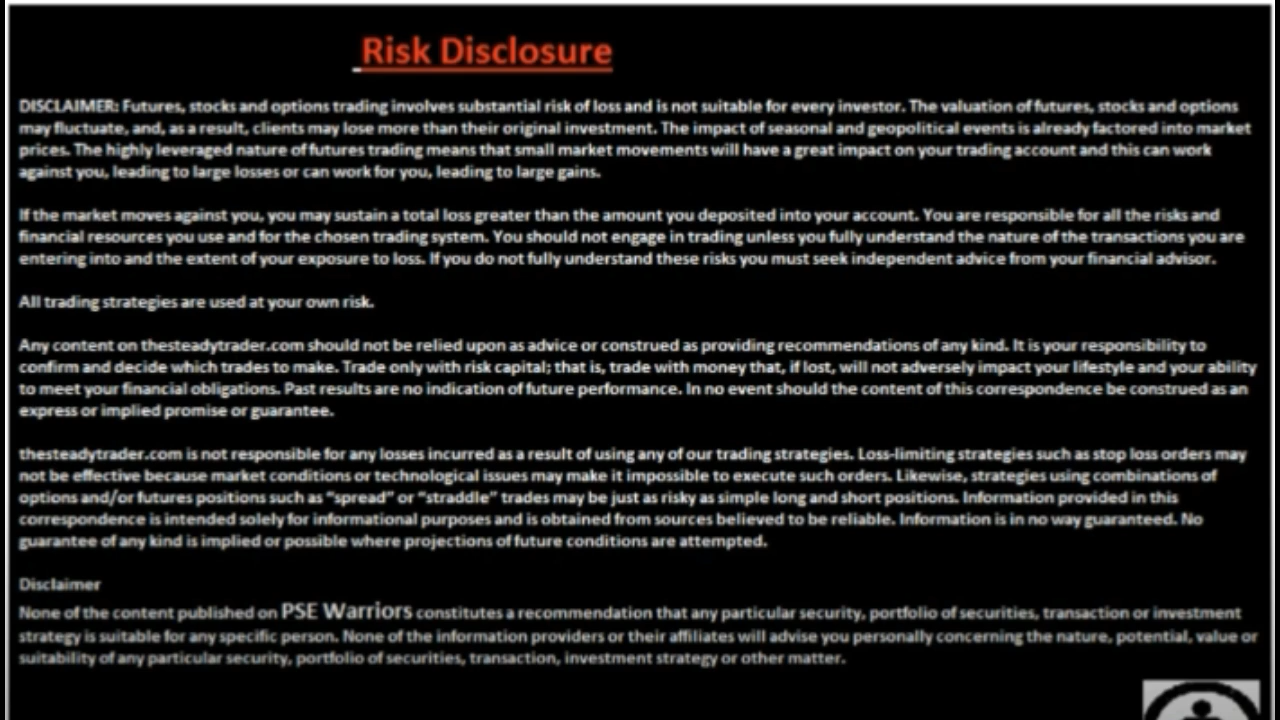 Risk Disclosure
DISCLAIMER: Futures, stocks and options trading involves substantial risk of loss and is not suitable for every investor. The valuation of futures, stocks and options
may fluctuate, and, as a result, clients may lose more than their original investment. The impact of seasonal and geopolitical events is already factored into market
prices. The highly leveraged nature of futures trading means that small market movements will have a great impact on your trading account and this can work
against you, leading to large losses or can work for you, leading to large gains.
If the market moves against you, you may sustain a total loss greater than the amount you deposited into your account. You are responsible for all the risks and
financial resources you use and for the chosen trading system. You should not engage in trading unless you fully understand the nature of the transactions you are
entering into and the extent of your exposure to loss. If you do not fully understand these risks you must seek independent advice from your financial advisor.
All trading strategies are used at your own risk.
Any content on thesteadytrader.com should not be relied upon as advice or construed as providing recommendations of any kind. It is your responsibility to
confirm and decide which trades to make. Trade only with risk capital; that is, trade with money that, if lost, will not adversely impact your lifestyle and your ability
to meet your financial obligations. Past results are no indication of future performance. In no event should the content of this correspondence be construed as an
express or implied promise or guarantee.
thesteadytrader.com is not responsible for any losses incurred as a result of using any of our trading strategies. Loss-limiting strategies such as stop loss orders may
not be effective because market conditions or technological issues may make it impossible to execute such orders. Likewise, strategies using combinations of
options and/or futures positions such as “spread” or “straddle” trades may be just as risky as simple long and short positions. Information provided in this
correspondence is intended solely for informational purposes and is obtained from sources believed to be reliable. Information is in no way guaranteed. No
guarantee of any kind is implied or possible where projections of future conditions are attempted.
Disclaimer
None of the content published on PSE Warriors constitutes a recommendation that any particular security, portfolio of securities, transaction or investment
strategy is suitable for any specific person. None of the information providers or their affiliates will advise you personally concerning the nature, potential, value or
suitability of any particular security, portfolio of securities, transaction, investment strategy or other matter.